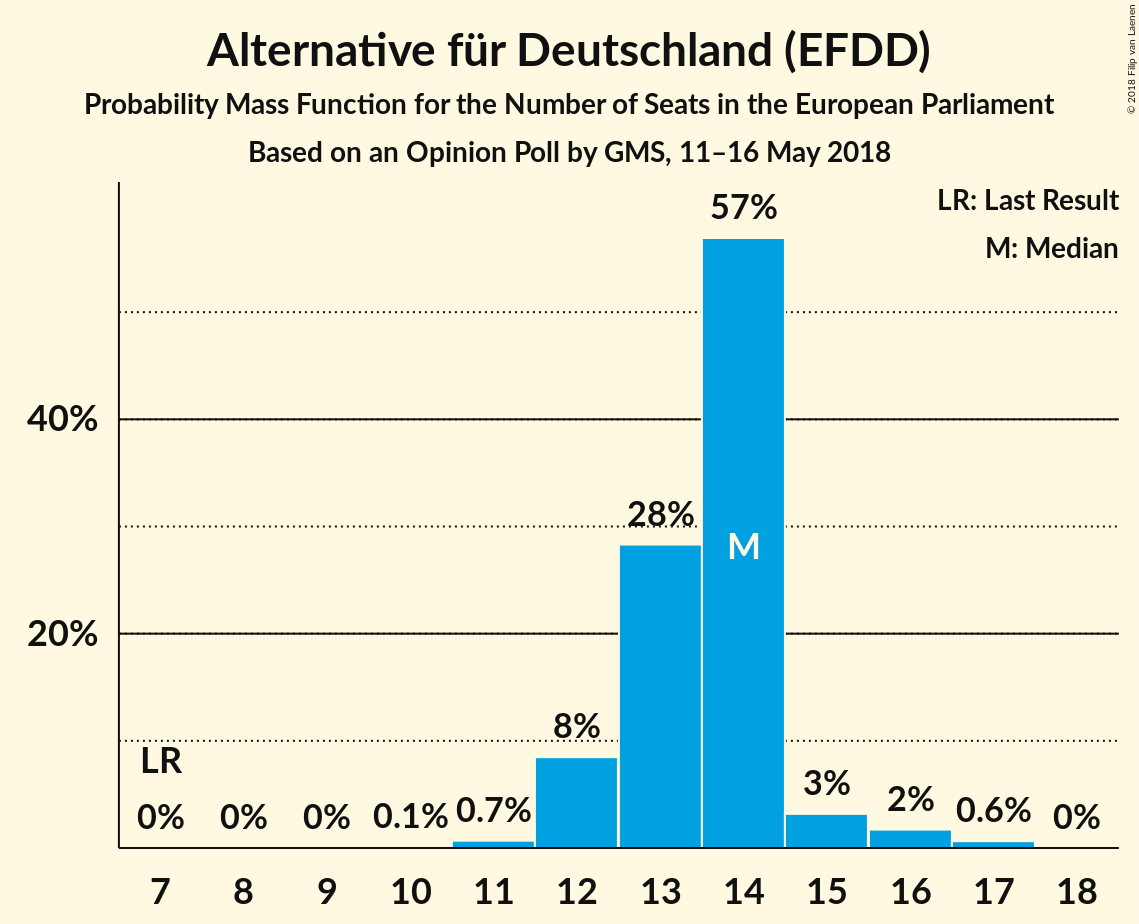 Alternative für Deutschland (EFDD)
Probability Mass Function for the Number of Seats in the European Parliament
Based on an Opinion Poll by GMS, 11–16 May 2018
© 2018 Filip van Laenen
LR: Last Result
M: Median
57%
40%
28%
M
20%
8%
LR
3%
2%
0% 0% 0% 0.1% 0.7% 0.6% 0%
7 8 9 10 11 12 13 14 15 16 17 18